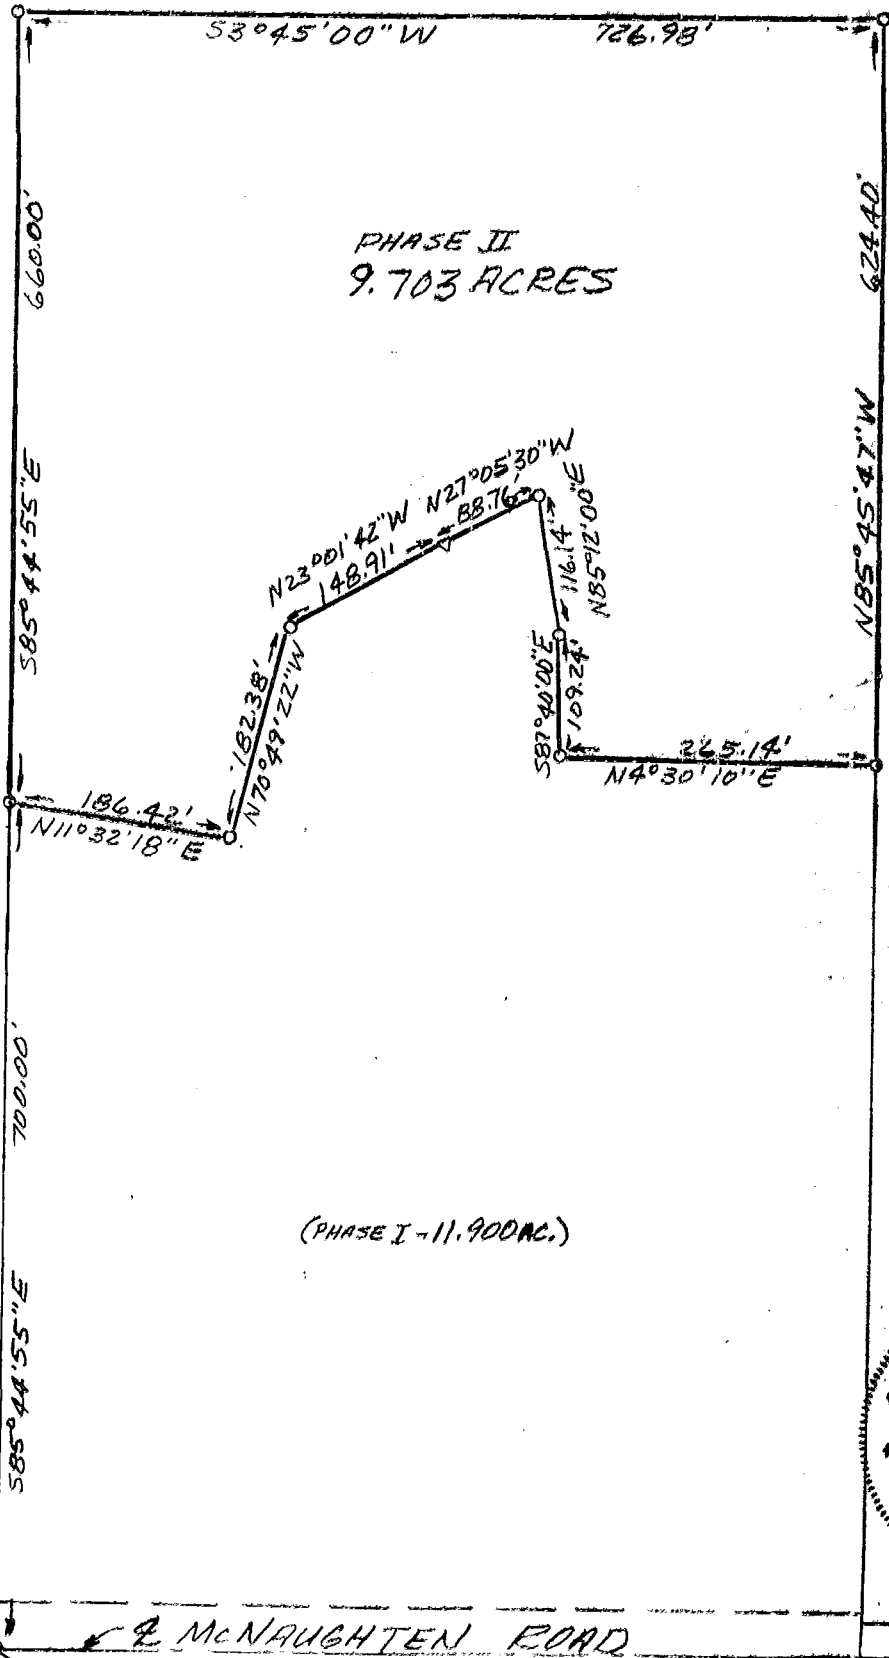 S3°45'00"W 726.98'
660.00'
S85°44'55"E
624.40'
N85°45'47"W
PHASE II
9.703 ACRES
N23°01'42"W
148.91'
N27°05'30"W
88.76'
116.14'
N85°12'00"E
S87°40'00"E
109.24'
182.38'
N70°49'22"W
265.14'
N4°30'10"E
186.42'
N11°32'18"E
700.00'
S85°44'55"E
(PHASE I - 11.900 AC.)
℄ McNAUGHTEN ROAD